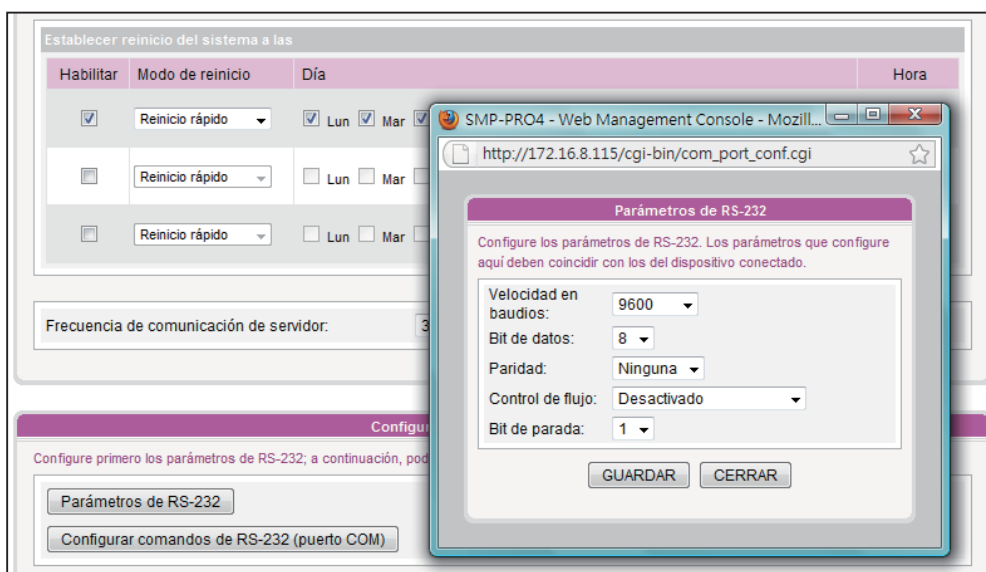 Establecer reinicio del sistema a las
Habilitar Modo de reinicio Día Hora
Reinicio rápido Lun Mar
Reinicio rápido Lun Mar
Reinicio rápido Lun Mar
Frecuencia de comunicación de servidor: 3
Configur
Configure primero los parámetros de RS-232; a continuación, pod
Parámetros de RS-232
Configurar comandos de RS-232 (puerto COM)
SMP-PRO4 - Web Management Console - Mozill...
http://172.16.8.115/cgi-bin/com_port_conf.cgi
Parámetros de RS-232
Configure los parámetros de RS-232. Los parámetros que configure
aquí deben coincidir con los del dispositivo conectado.
Velocidad en
baudios: 9600
Bit de datos: 8
Paridad: Ninguna
Control de flujo: Desactivado
Bit de parada: 1
GUARDAR CERRAR